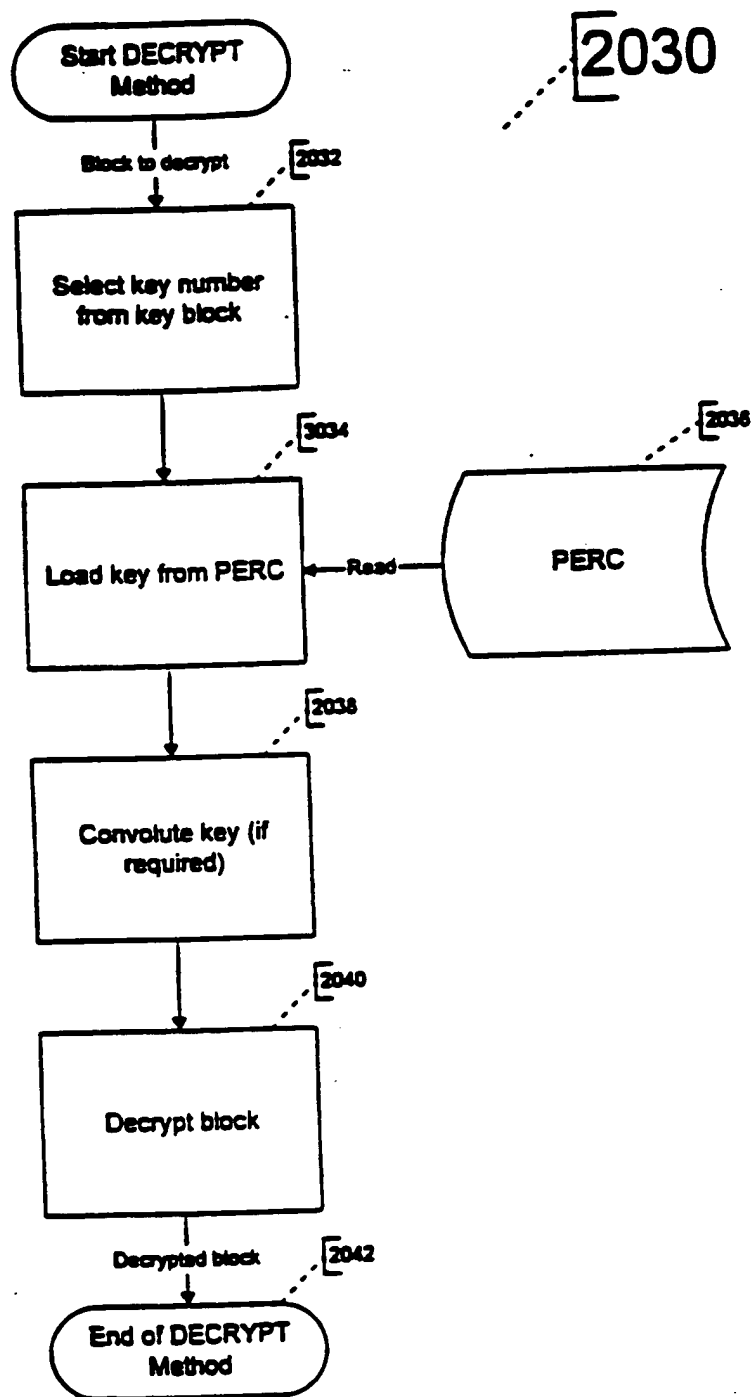 Start DECRYPT
Method
2030
Block to decrypt
2032
Select key number
from key block
3034
2036
Load key from PERC
Read
PERC
2038
Convolute key (if
required)
2040
Decrypt block
Decrypted block
2042
End of DECRYPT
Method